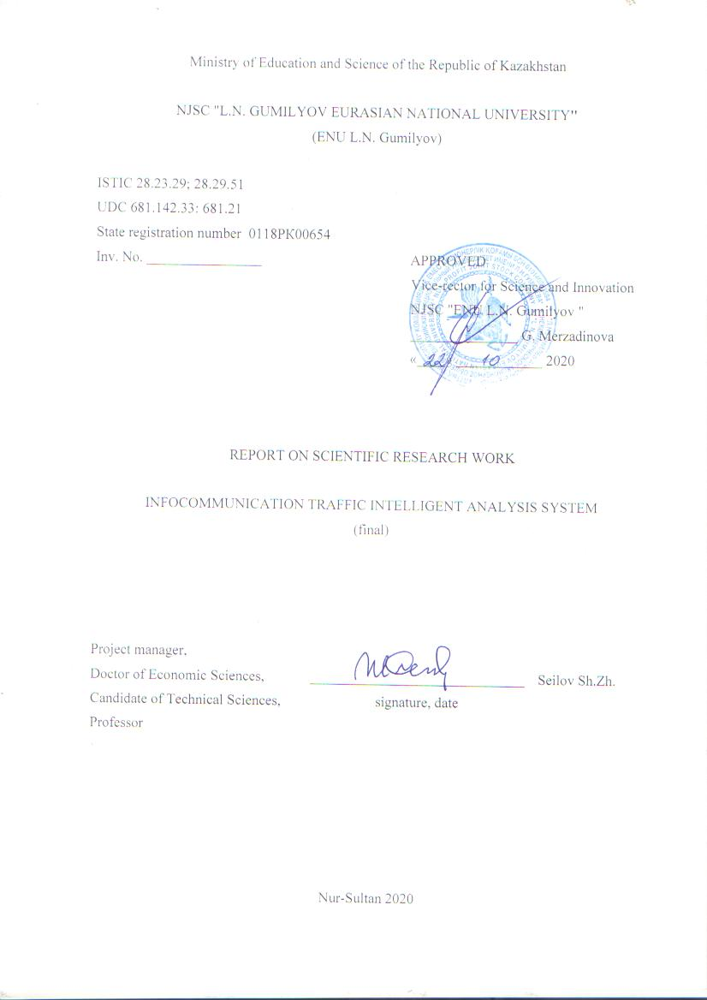 Ministry of Education and Science of the Republic of Kazakhstan
NJSC "L.N. GUMILYOV EURASIAN NATIONAL UNIVERSITY"
(ENU L.N. Gumilyov)
ISTIC 28.23.29; 28.29.51
UDC 681.142.33: 681.21
State registration number 0118РК00654
Inv. No.
APPROVED
Vice-rector for Science and Innovation
NJSC "ENU L.N. Gumilyov "
G. Merzadinova
« 22» 10 2020
REPORT ON SCIENTIFIC RESEARCH WORK
INFOCOMMUNICATION TRAFFIC INTELLIGENT ANALYSIS SYSTEM
(final)
Project manager,
Doctor of Economic Sciences,
Seilov Sh.Zh.
Candidate of Technical Sciences,
signature, date
Professor
Nur-Sultan 2020